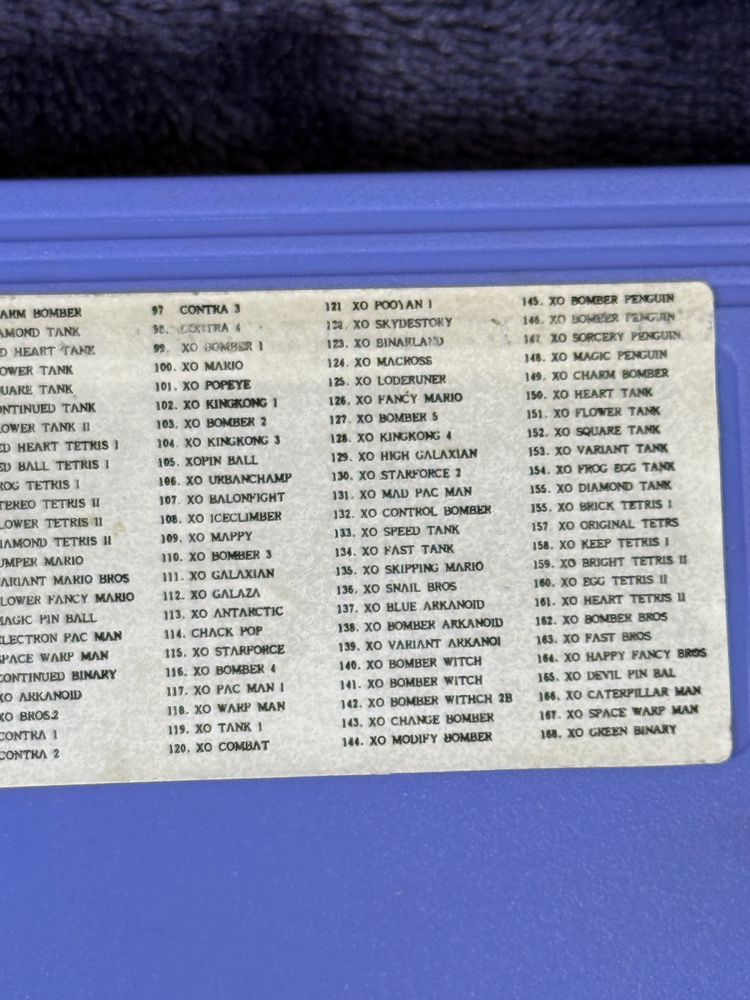 ARM BOMBER
AMOND TANK
D HEART TANK
OWER TANK
UARE TANK
ONTINUED TANK
LOWER TANK II
ED HEART TETRIS I
ED BALL TETRIS I
ROG TETRIS I
TEREO TETRIS II
LOWER TETRIS II
IAMOND TETRIS II
UMPER MARIO
ARIANT MARIO BROS
LOWER FANCY MARIO
MAGIC PIN BALL
ELECTRON PAC MAN
SPACE WARP MAN
CONTINUED BINARY
XO ARKANOID
XO BROS.2
CONTRA 1
CONTRA 2
97 CONTRA 3
98. CONTRA 4
99. XO BOMBER 1
100. XO MARIO
101. XO POPEYE
102. XO KINGKONG 1
103. XO BOMBER 2
104. XO KINGKONG 3
105. XOPIN BALL
106. XO URBANCHAMP
107. XO BALONFIGHT
108. XO ICECLIMBER
109. XO MAPPY
110. XO BOMBER 3
111. XO GALAXIAN
112. XO GALAZA
113. XO ANTARCTIC
114. CHACK POP
115. XO STARFORCE
116. XO BOMBER 4
117. XO PAC MAN 1
118. XO WARP MAN
119. XO TANK 1
120. XO COMBAT
121 XO POOYAN 1
122. XO SKYDESTORY
123. XO BINARLAND
124. XO MACROSS
125. XO LODERUNER
126. XO FANCY MARIO
127. XO BOMBER 5
128. XO KINGKONG 4
129. XO HIGH GALAXIAN
130. XO STARFORCE 2
131. XO MAD PAC MAN
132. XO CONTROL BOMBER
133. XO SPEED TANK
134. XO FAST TANK
135. XO SKIPPING MARIO
136. XO SNAIL BROS
137. XO BLUE ARKANOID
138. XO BOMBER ARKANOID
139. XO VARIANT ARKANOI
140. XO BOMBER WITCH
141. XO BOMBER WITCH
142. XO BOMBER WITHCH 2B
143. XO CHANGE BOMBER
144. XO MODIFY BOMBER
145. XO BOMBER PENGUIN
146. XO BOMBER PENGUIN
147. XO SORCERY PENGUIN
148. XO MAGIC PENGUIN
149. XO CHARM BOMBER
150. XO HEART TANK
151. XO FLOWER TANK
152. XO SQUARE TANK
153. XO VARIANT TANK
154. XO FROG EGG TANK
155. XO DIAMOND TANK
155. XO BRICK TETRIS I
157 XO ORIGINAL TETRS
158. XO KEEP TETRIS I
159. XO BRIGHT TETRIS II
160. XO EGG TETRIS II
161. XO HEART TETRIS II
162. XO BOMBER BROS
163. XO FAST BROS
164. XO HAPPY FANCY BROS
165. XO DEVIL PIN BAL
166. XO CATERPILLAR MAN
167. XO SPACE WARP MAN
168. XO GREEN BINARY